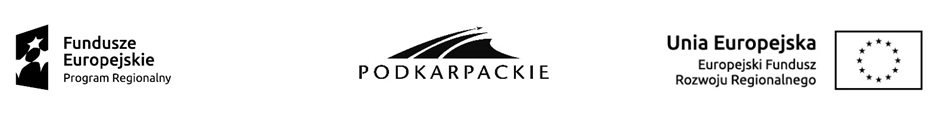 Fundusze
Europejskie
Program Regionalny
PODKARPACKIE
Unia Europejska
Europejski Fundusz
Rozwoju Regionalnego